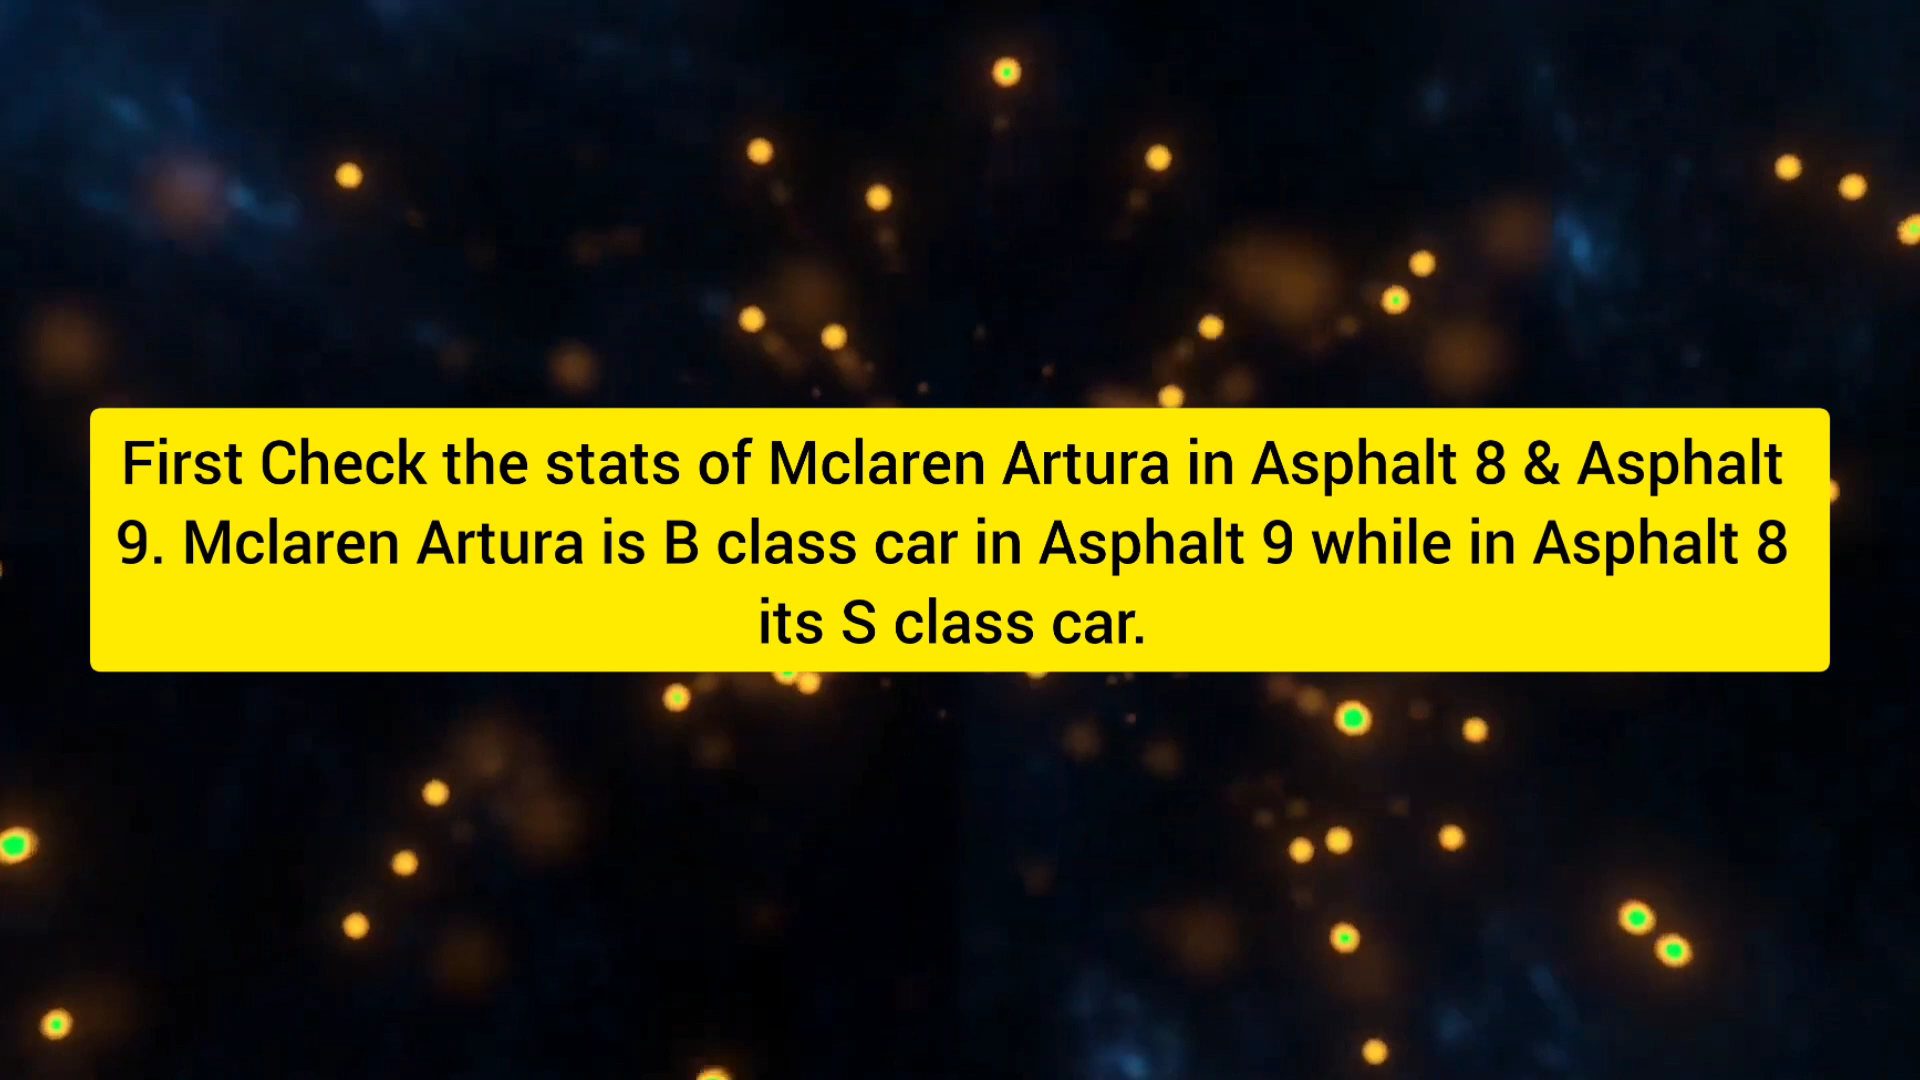 First Check the stats of Mclaren Artura in Asphalt 8 & Asphalt
9. Mclaren Artura is B class car in Asphalt 9 while in Asphalt 8
its S class car.